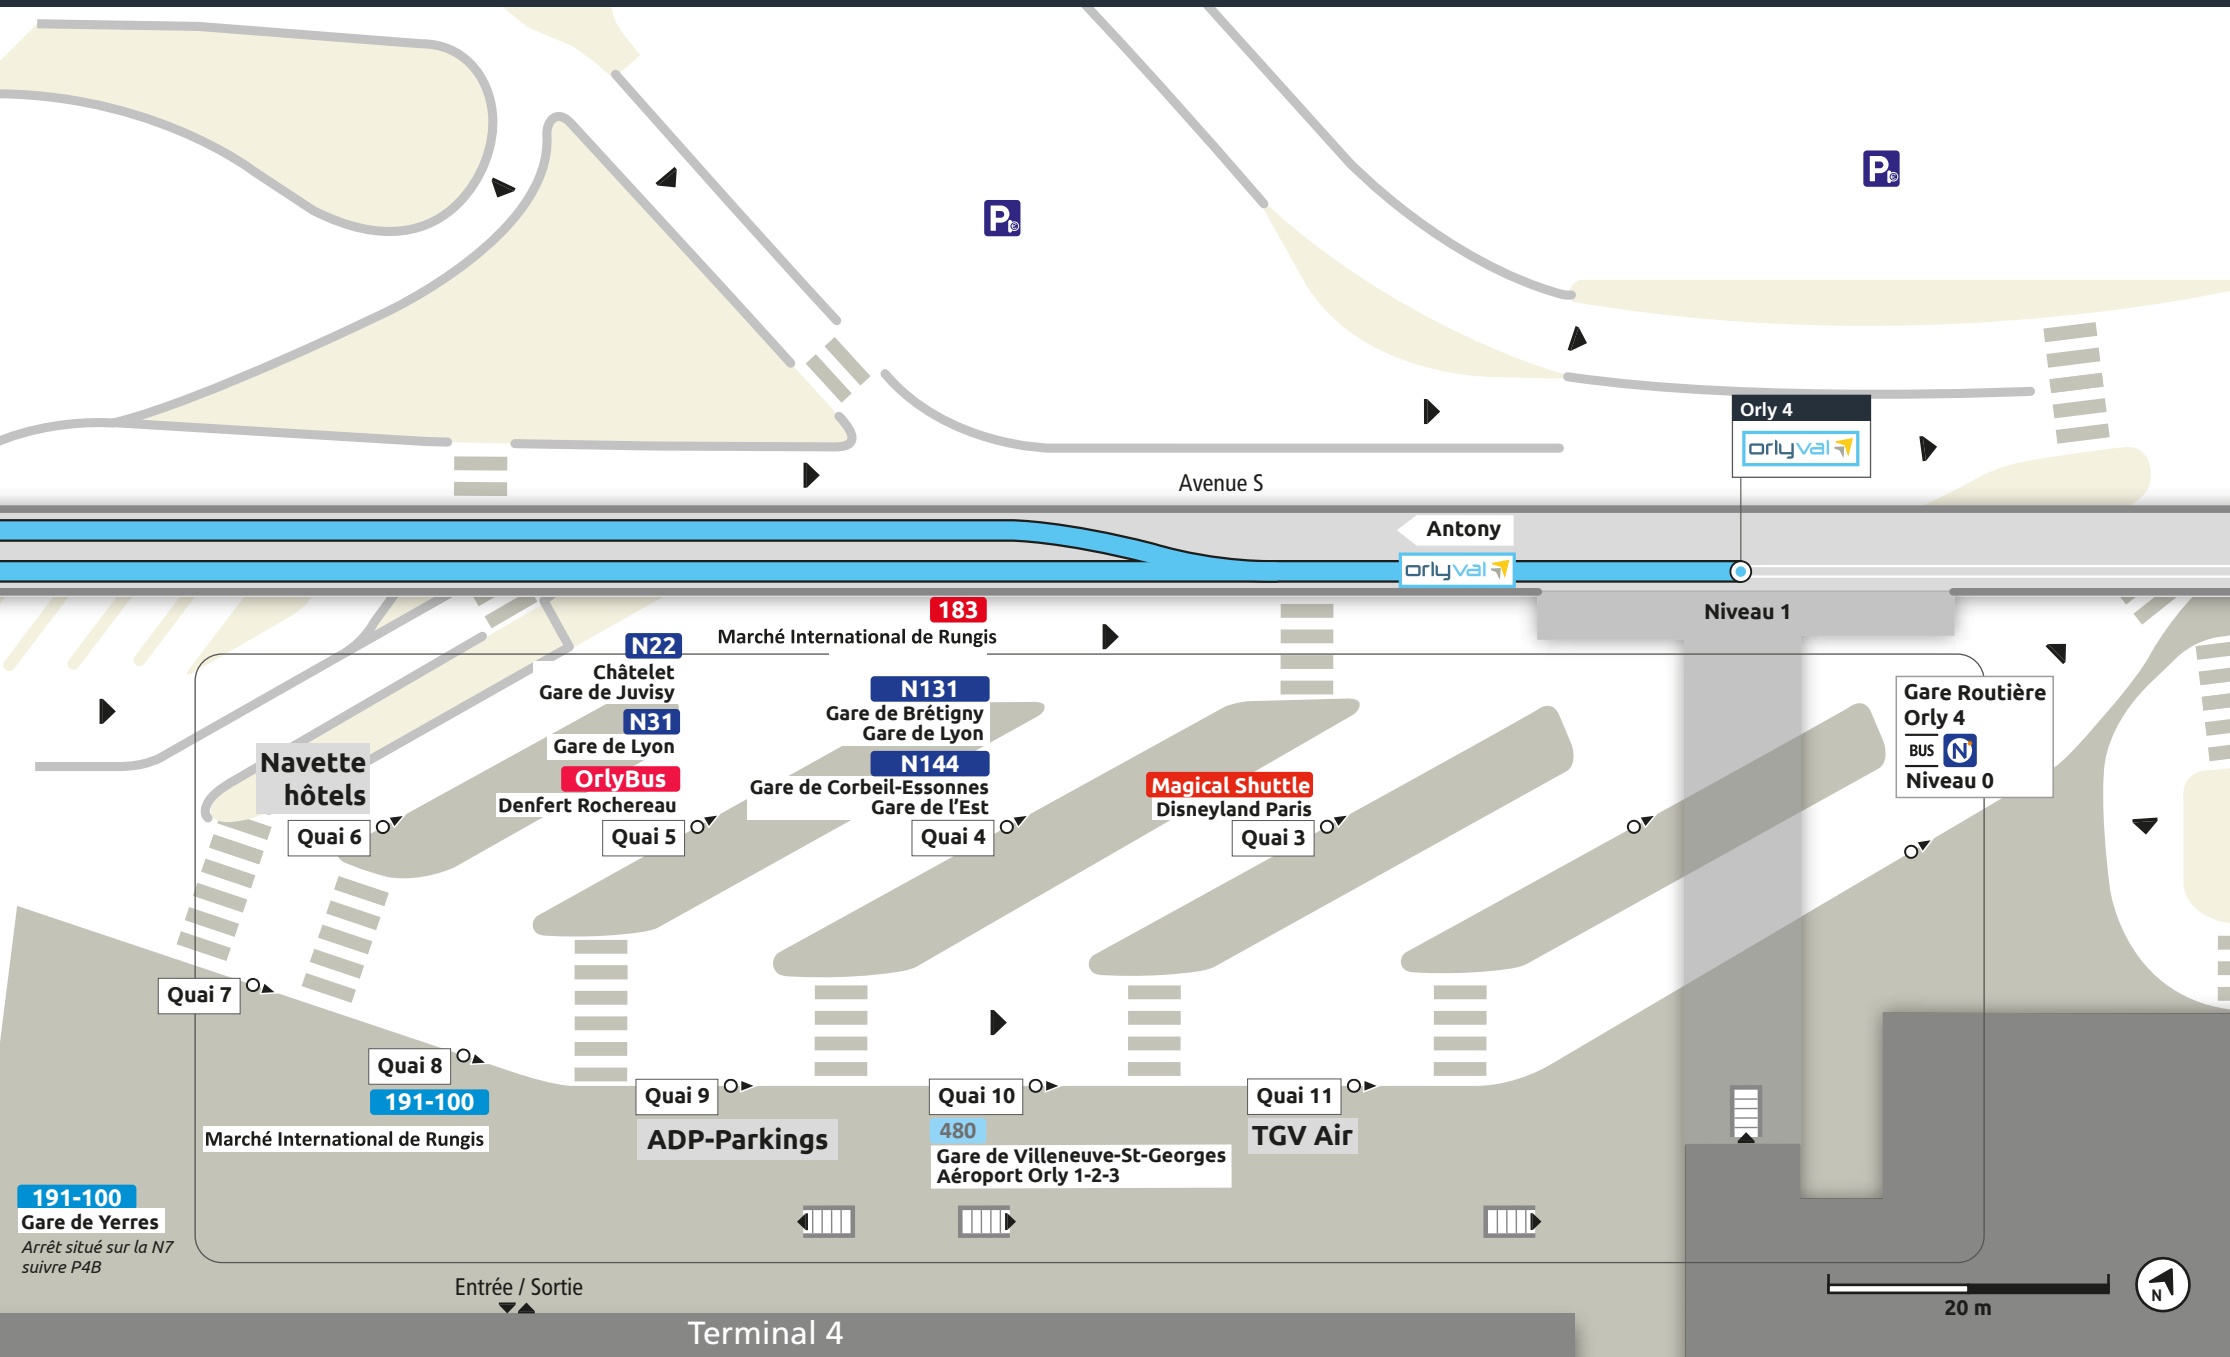 P
P
Orly 4
orlyval
Avenue S
Antony
orlyval
Niveau 1
183
Marché International de Rungis
N22
Châtelet
Gare de Juvisy
N31
Gare de Lyon
OrlyBus
Denfert Rochereau
Quai 5
N131
Gare de Brétigny
Gare de Lyon
N144
Gare de Corbeil-Essonnes
Gare de l'Est
Quai 4
Magical Shuttle
Disneyland Paris
Quai 3
Gare Routière
Orly 4
BUS N
Niveau 0
Navette
hôtels
Quai 6
Quai 7
Quai 8
191-100
Marché International de Rungis
Quai 9
ADP-Parkings
Quai 10
480
Gare de Villeneuve-St-Georges
Aéroport Orly 1-2-3
Quai 11
TGV Air
191-100
Gare de Yerres
Arrêt situé sur la N7
suivre P4B
Entrée / Sortie
Terminal 4
20 m
N